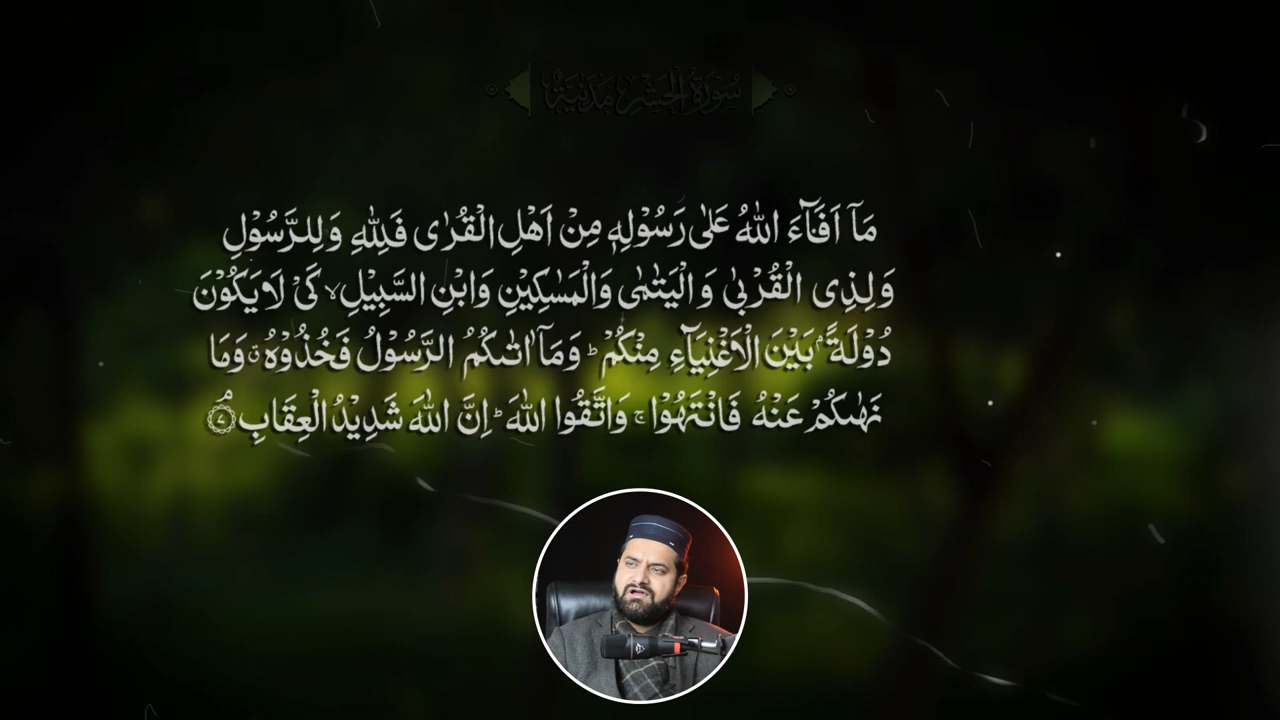 سُوْرَةُ الْحَشْرِ مَدَنِيَّةٌ
مَاۤ اَفَآءَ اللّٰهُ عَلٰى رَسُوْلِهٖ مِنْ اَهْلِ الْقُرٰى فَلِلّٰهِ وَلِلرَّسُوْلِ
وَلِذِى الْقُرْبٰى وَالْيَتٰمٰى وَالْمَسٰكِيْنِ وَابْنِ السَّبِيْلِ ۙ كَىْ لَا يَكُوْنَ
دُوْلَةًۢ بَيْنَ الْاَغْنِيَآءِ مِنْكُمْ ؕ وَمَاۤ اٰتٰىكُمُ الرَّسُوْلُ فَخُذُوْهُ ۗ وَمَا
نَهٰىكُمْ عَنْهُ فَانْتَهُوْا ۚ وَاتَّقُوا اللّٰهَ ؕ اِنَّ اللّٰهَ شَدِيْدُ الْعِقَابِ ۘ ﴿۷﴾